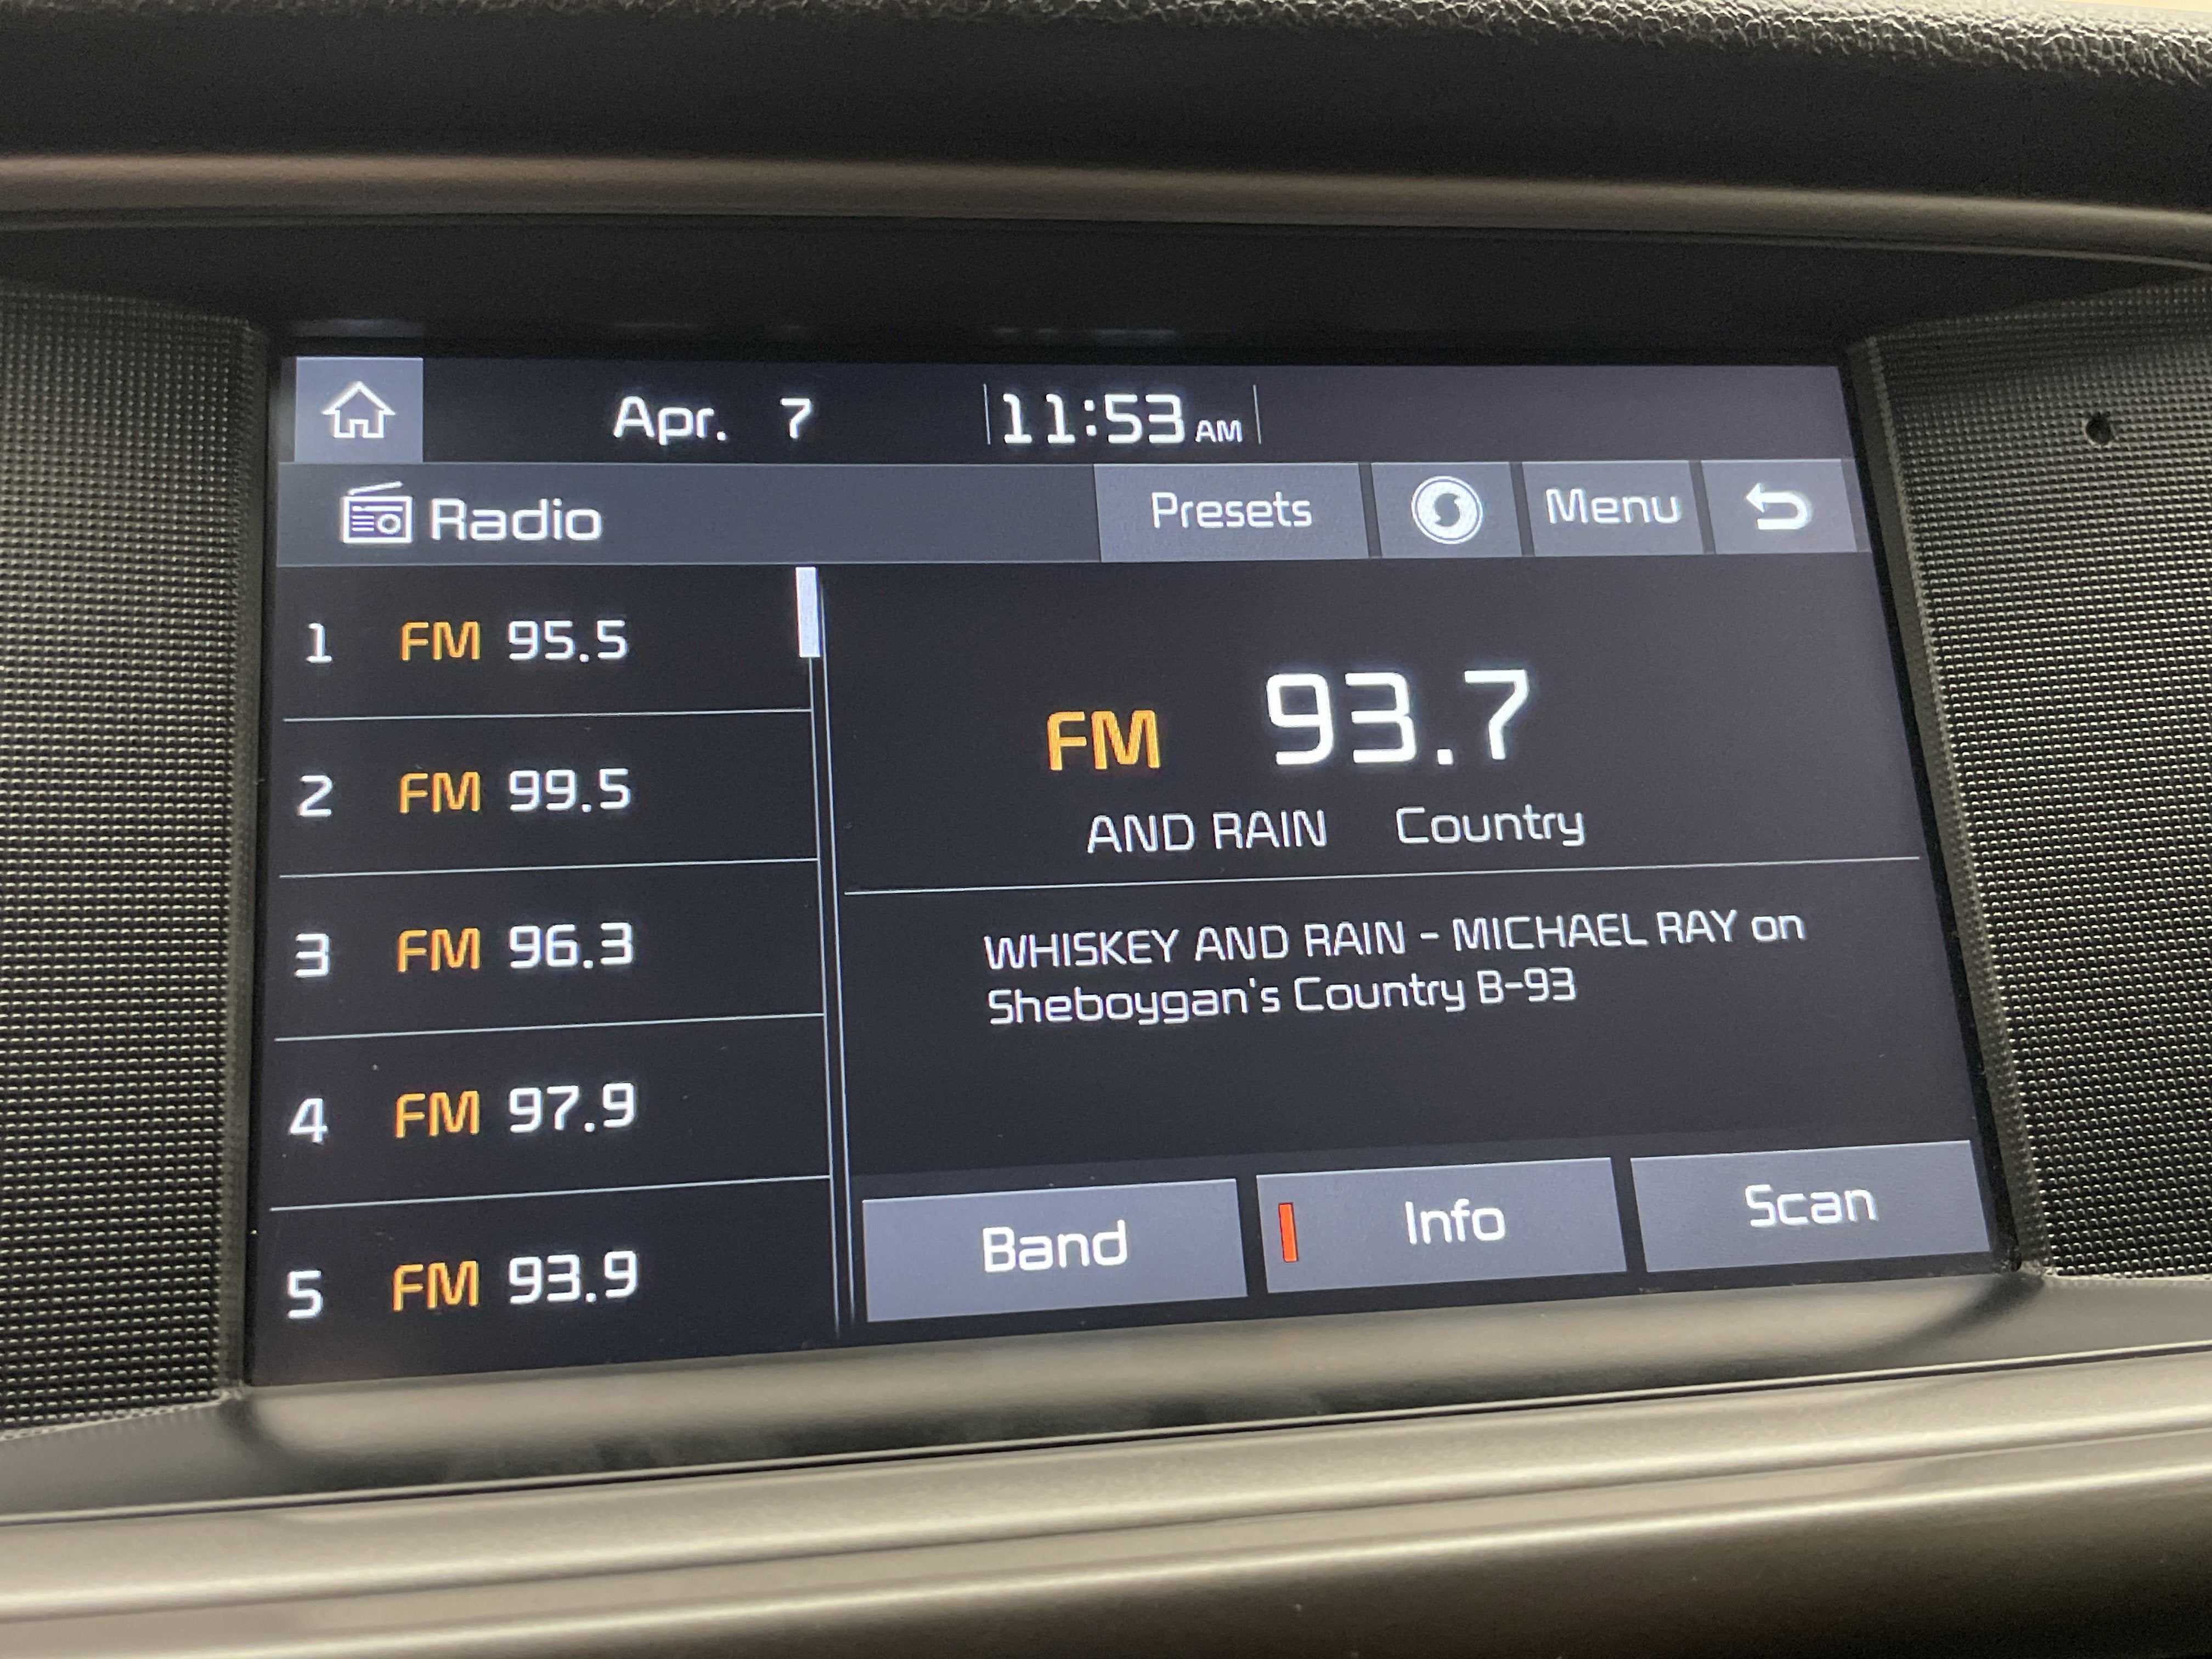 Apr. 7 11:53 AM
Radio Presets Menu
1 FM 95.5
2 FM 99.5
3 FM 96.3
4 FM 97.9
5 FM 93.9
FM 93.7
AND RAIN Country
WHISKEY AND RAIN - MICHAEL RAY on
Sheboygan's Country B-93
Band Info Scan